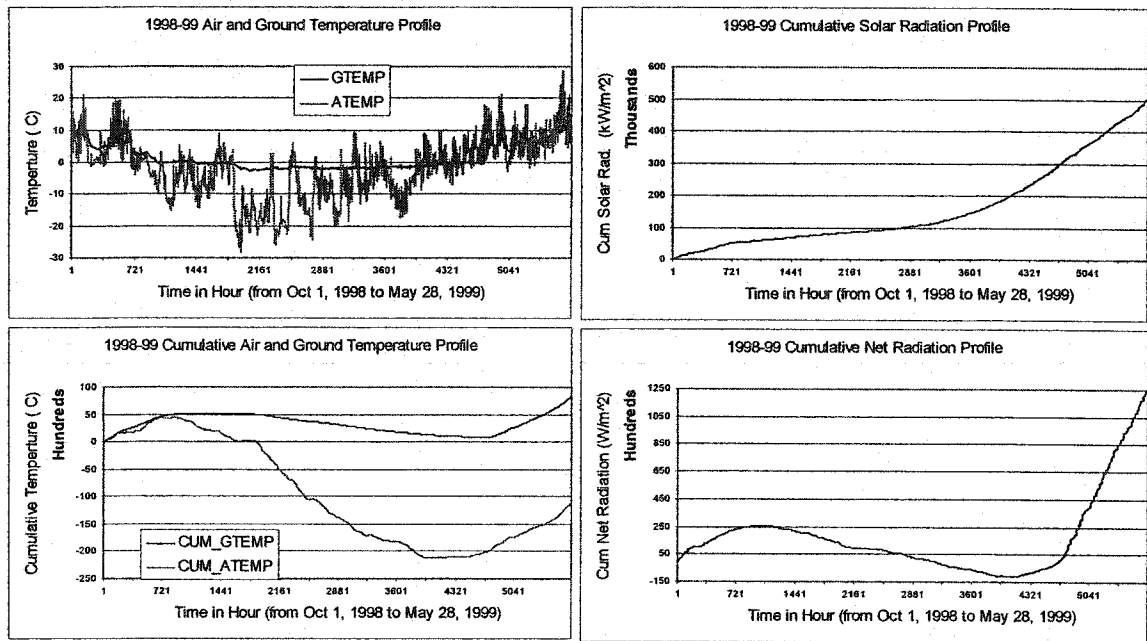 1998-99 Air and Ground Temperature Profile
Temperture ( C)
30
20
10
0
-10
-20
-30
GTEMP
ATEMP
1 721 1441 2161 2881 3601 4321 5041
Time in Hour (from Oct 1, 1998 to May 28, 1999)
1998-99 Cumulative Solar Radiation Profile
Cum Solar Rad. (kW/m^2)
Thousands
600
500
400
300
200
100
0
1 721 1441 2161 2881 3601 4321 5041
Time in Hour (from Oct 1, 1998 to May 28, 1999)
1998-99 Cumulative Air and Ground Temperature Profile
Cumulative Temperture ( C)
Hundreds
100
50
0
-50
-100
-150
-200
-250
CUM_GTEMP
CUM_ATEMP
1 721 1441 2161 2881 3601 4321 5041
Time in Hour (from Oct 1, 1998 to May 28, 1999)
1998-99 Cumulative Net Radiation Profile
Cum Net Radiation (W/m^2)
Hundreds
1250
1050
850
650
450
250
50
-150
1 721 1441 2161 2881 3601 4321 5041
Time in Hour (from Oct 1, 1998 to May 28, 1999)